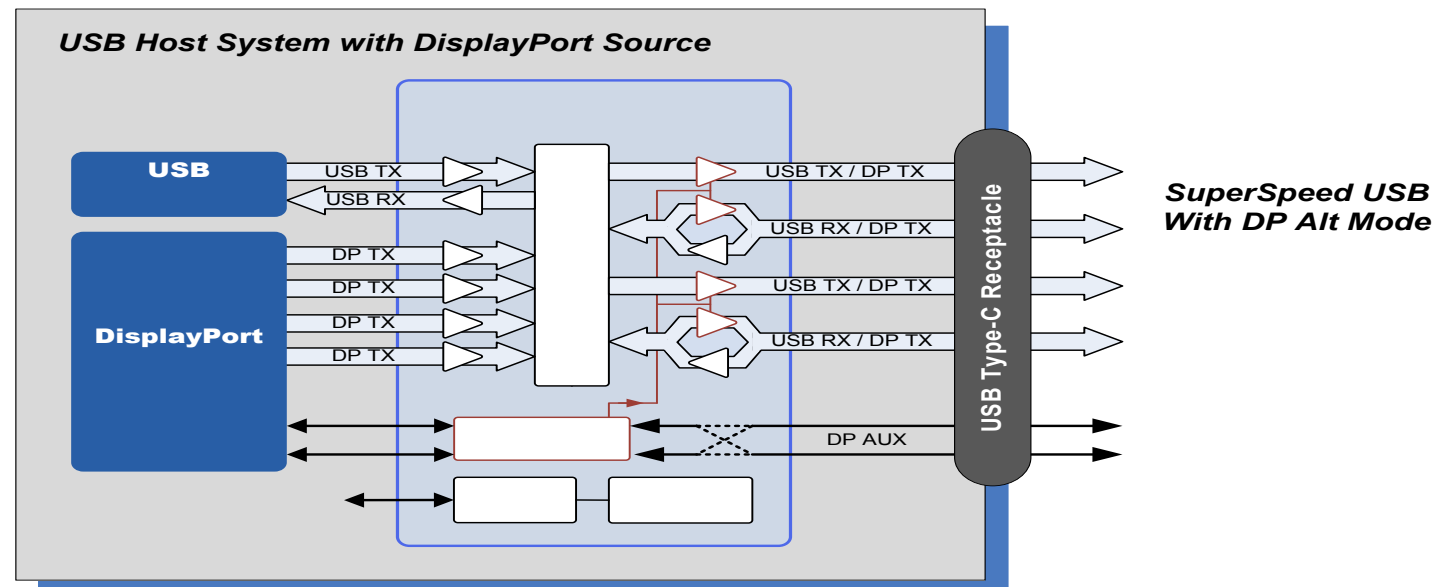 USB Host System with DisplayPort Source
USB
USB TX
USB RX
USB TX / DP TX
USB RX / DP TX
USB TX / DP TX
USB RX / DP TX
DisplayPort
DP TX
DP TX
DP TX
DP TX
DP AUX
USB Type-C Receptacle
SuperSpeed USB
With DP Alt Mode